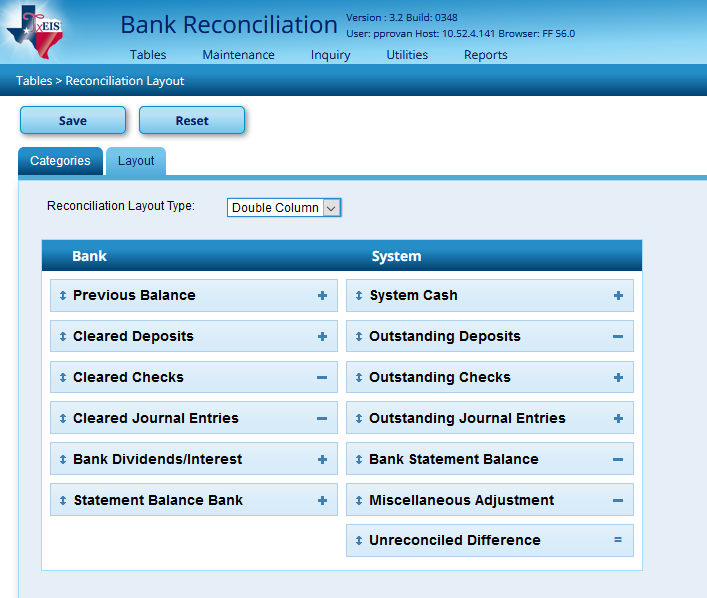 TxEIS
Bank Reconciliation
Version : 3.2 Build: 0348
User: pprovan Host: 10.52.4.141 Browser: FF 56.0
Tables Maintenance Inquiry Utilities Reports
Tables > Reconciliation Layout
Save Reset
Categories Layout
Reconciliation Layout Type: Double Column
Bank System
Previous Balance + System Cash +
Cleared Deposits + Outstanding Deposits −
Cleared Checks − Outstanding Checks +
Cleared Journal Entries − Outstanding Journal Entries +
Bank Dividends/Interest + Bank Statement Balance −
Statement Balance Bank + Miscellaneous Adjustment −
Unreconciled Difference =